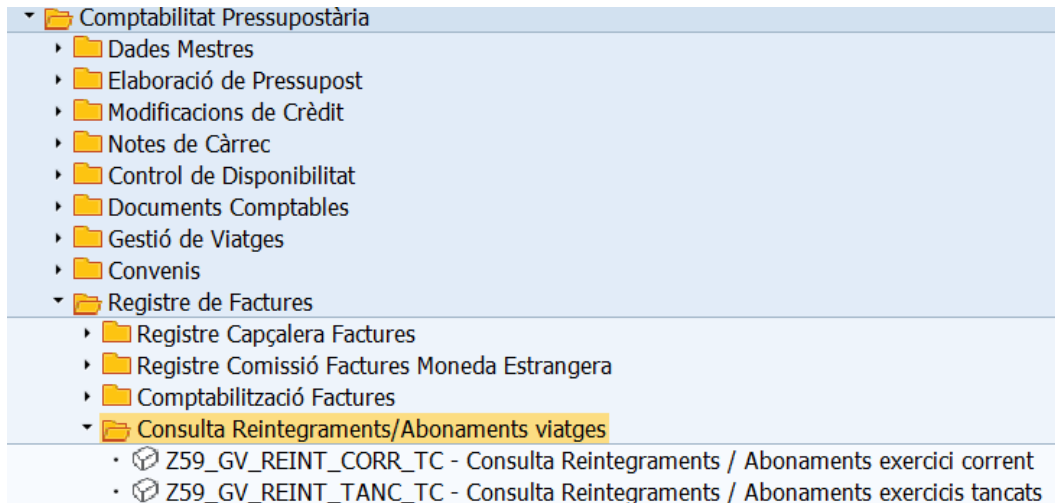 Comptabilitat Pressupostària
Dades Mestres
Elaboració de Pressupost
Modificacions de Crèdit
Notes de Càrrec
Control de Disponibilitat
Documents Comptables
Gestió de Viatges
Convenis
Registre de Factures
Registre Capçalera Factures
Registre Comissió Factures Moneda Estrangera
Comptabilització Factures
Consulta Reintegraments/Abonaments viatges
Z59_GV_REINT_CORR_TC - Consulta Reintegraments / Abonaments exercici corrent
Z59_GV_REINT_TANC_TC - Consulta Reintegraments / Abonaments exercicis tancats